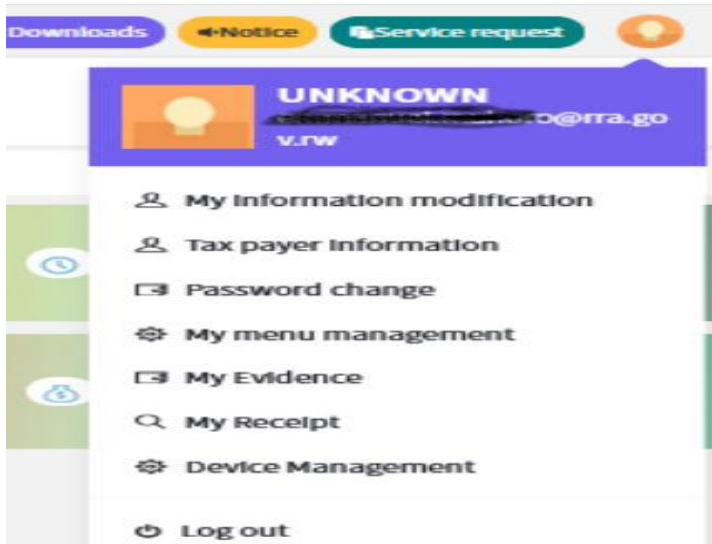 Downloads
Notice
Service request
UNKNOWN
@rra.go
v.rw
My Information modification
Tax payer Information
Password change
My menu management
My Evidence
My Receipt
Device Management
Log out